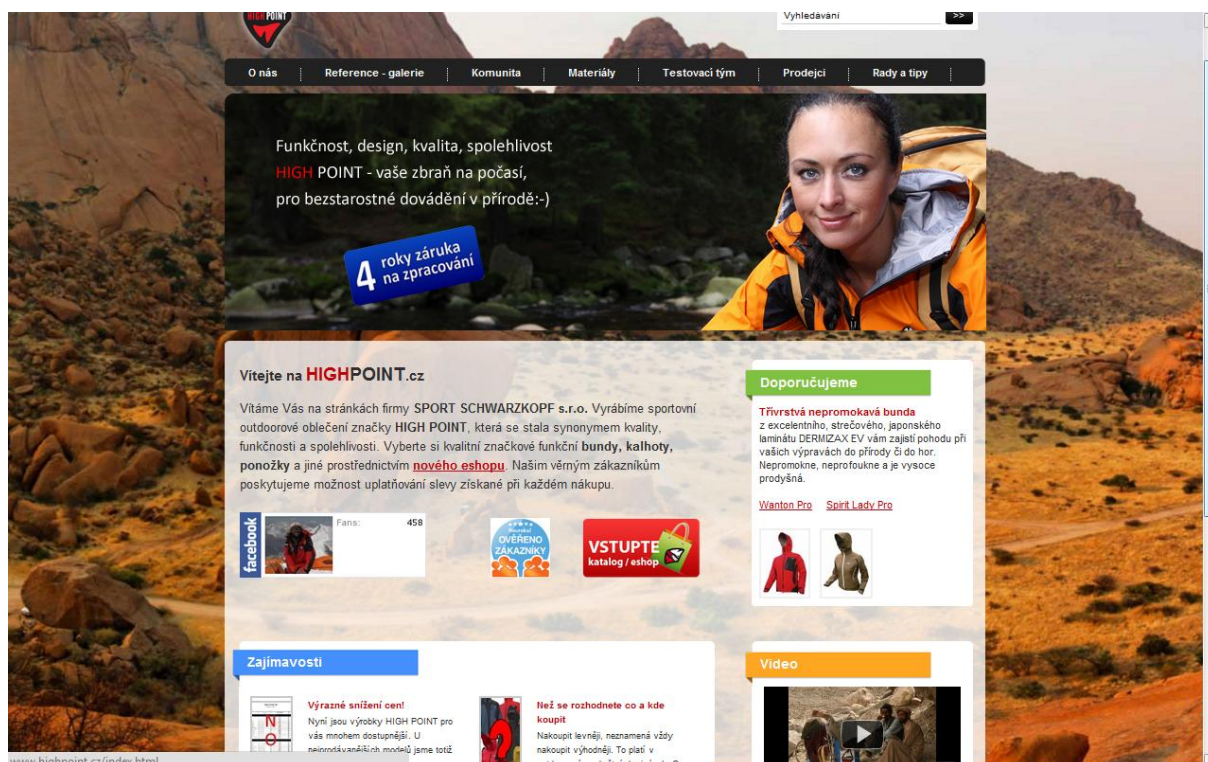 HIGH POINT
Vyhledávání >>
O nás Reference - galerie Komunita Materiály Testovací tým Prodejci Rady a tipy
Funkčnost, design, kvalita, spolehlivost
HIGH POINT - vaše zbraň na počasí,
pro bezstarostné dovádění v přírodě:-)
4 roky záruka
na zpracování
Vítejte na HIGHPOINT.cz
Vítáme Vás na stránkách firmy SPORT SCHWARZKOPF s.r.o. Vyrábíme sportovní
outdoorové oblečení značky HIGH POINT, která se stala synonymem kvality,
funkčnosti a spolehlivosti. Vyberte si kvalitní značkové funkční bundy, kalhoty,
ponožky a jiné prostřednictvím nového eshopu. Našim věrným zákazníkům
poskytujeme možnost uplatňování slevy získané při každém nákupu.
facebook
Fans: 458
OVĚŘENO
ZÁKAZNÍKY
VSTUPTE
katalog / eshop
Doporučujeme
Třívrstvá nepromokavá bunda
z excelentního, strečového, japonského
laminátu DERMIZAX EV vám zajistí pohodu při
vašich výpravách do přírody či do hor.
Nepromokne, neprofoukne a je vysoce
prodyšná.
Wanton Pro Spirit Lady Pro
Zajímavosti
Výrazné snížení cen!
Nyní jsou výrobky HIGH POINT pro
vás mnohem dostupnější. U
nejprodávanějších modelů jsme totiž
NO
Než se rozhodnete co a kde
koupit
Nakoupit levněji, neznamená vždy
nakoupit výhodněji. To platí v
?
Video
www.highpoint.cz/index.html